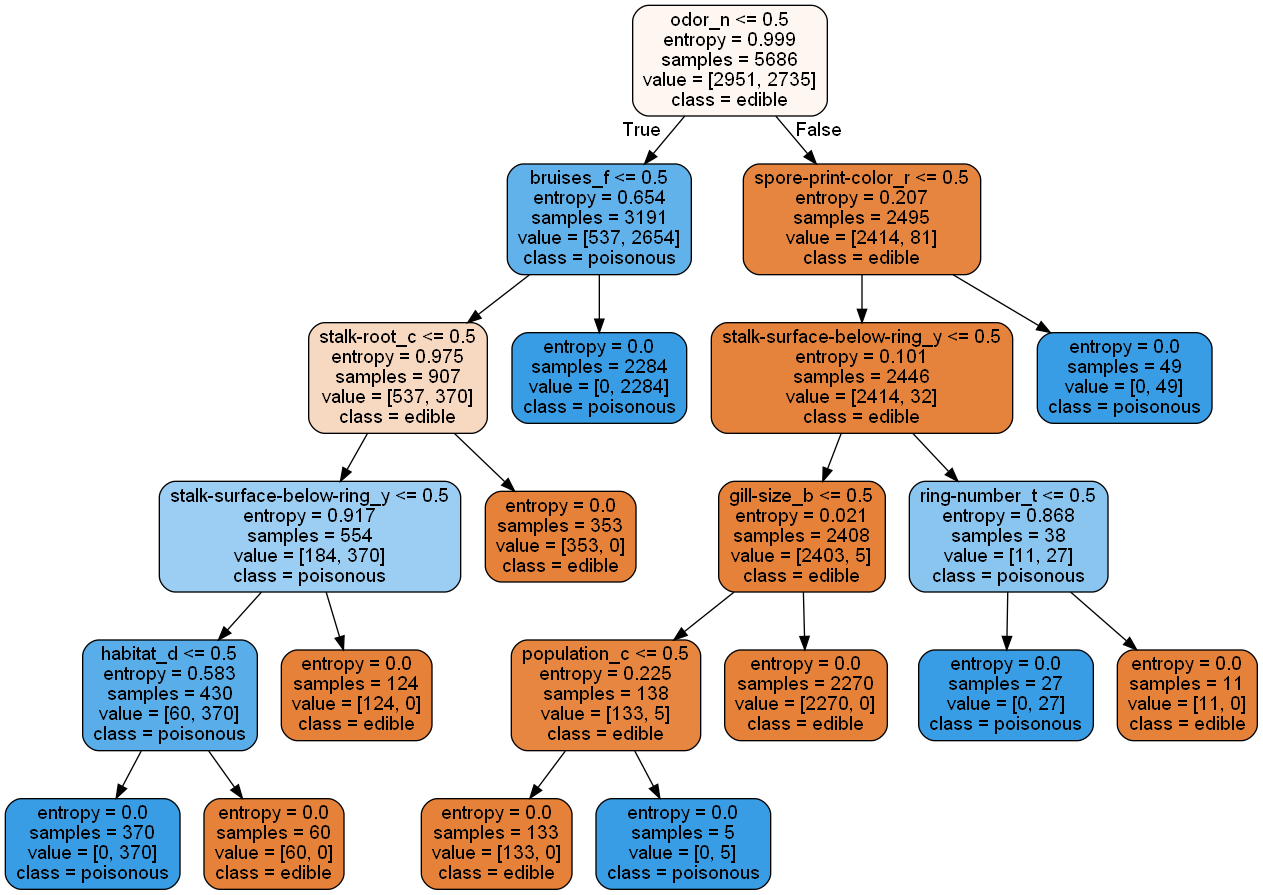 odor_n <= 0.5
entropy = 0.999
samples = 5686
value = [2951, 2735]
class = edible
True
False
bruises_f <= 0.5
entropy = 0.654
samples = 3191
value = [537, 2654]
class = poisonous
spore-print-color_r <= 0.5
entropy = 0.207
samples = 2495
value = [2414, 81]
class = edible
stalk-root_c <= 0.5
entropy = 0.975
samples = 907
value = [537, 370]
class = edible
entropy = 0.0
samples = 2284
value = [0, 2284]
class = poisonous
stalk-surface-below-ring_y <= 0.5
entropy = 0.101
samples = 2446
value = [2414, 32]
class = edible
entropy = 0.0
samples = 49
value = [0, 49]
class = poisonous
stalk-surface-below-ring_y <= 0.5
entropy = 0.917
samples = 554
value = [184, 370]
class = poisonous
entropy = 0.0
samples = 353
value = [353, 0]
class = edible
gill-size_b <= 0.5
entropy = 0.021
samples = 2408
value = [2403, 5]
class = edible
ring-number_t <= 0.5
entropy = 0.868
samples = 38
value = [11, 27]
class = poisonous
habitat_d <= 0.5
entropy = 0.583
samples = 430
value = [60, 370]
class = poisonous
entropy = 0.0
samples = 124
value = [124, 0]
class = edible
population_c <= 0.5
entropy = 0.225
samples = 138
value = [133, 5]
class = edible
entropy = 0.0
samples = 2270
value = [2270, 0]
class = edible
entropy = 0.0
samples = 27
value = [0, 27]
class = poisonous
entropy = 0.0
samples = 11
value = [11, 0]
class = edible
entropy = 0.0
samples = 370
value = [0, 370]
class = poisonous
entropy = 0.0
samples = 60
value = [60, 0]
class = edible
entropy = 0.0
samples = 133
value = [133, 0]
class = edible
entropy = 0.0
samples = 5
value = [0, 5]
class = poisonous